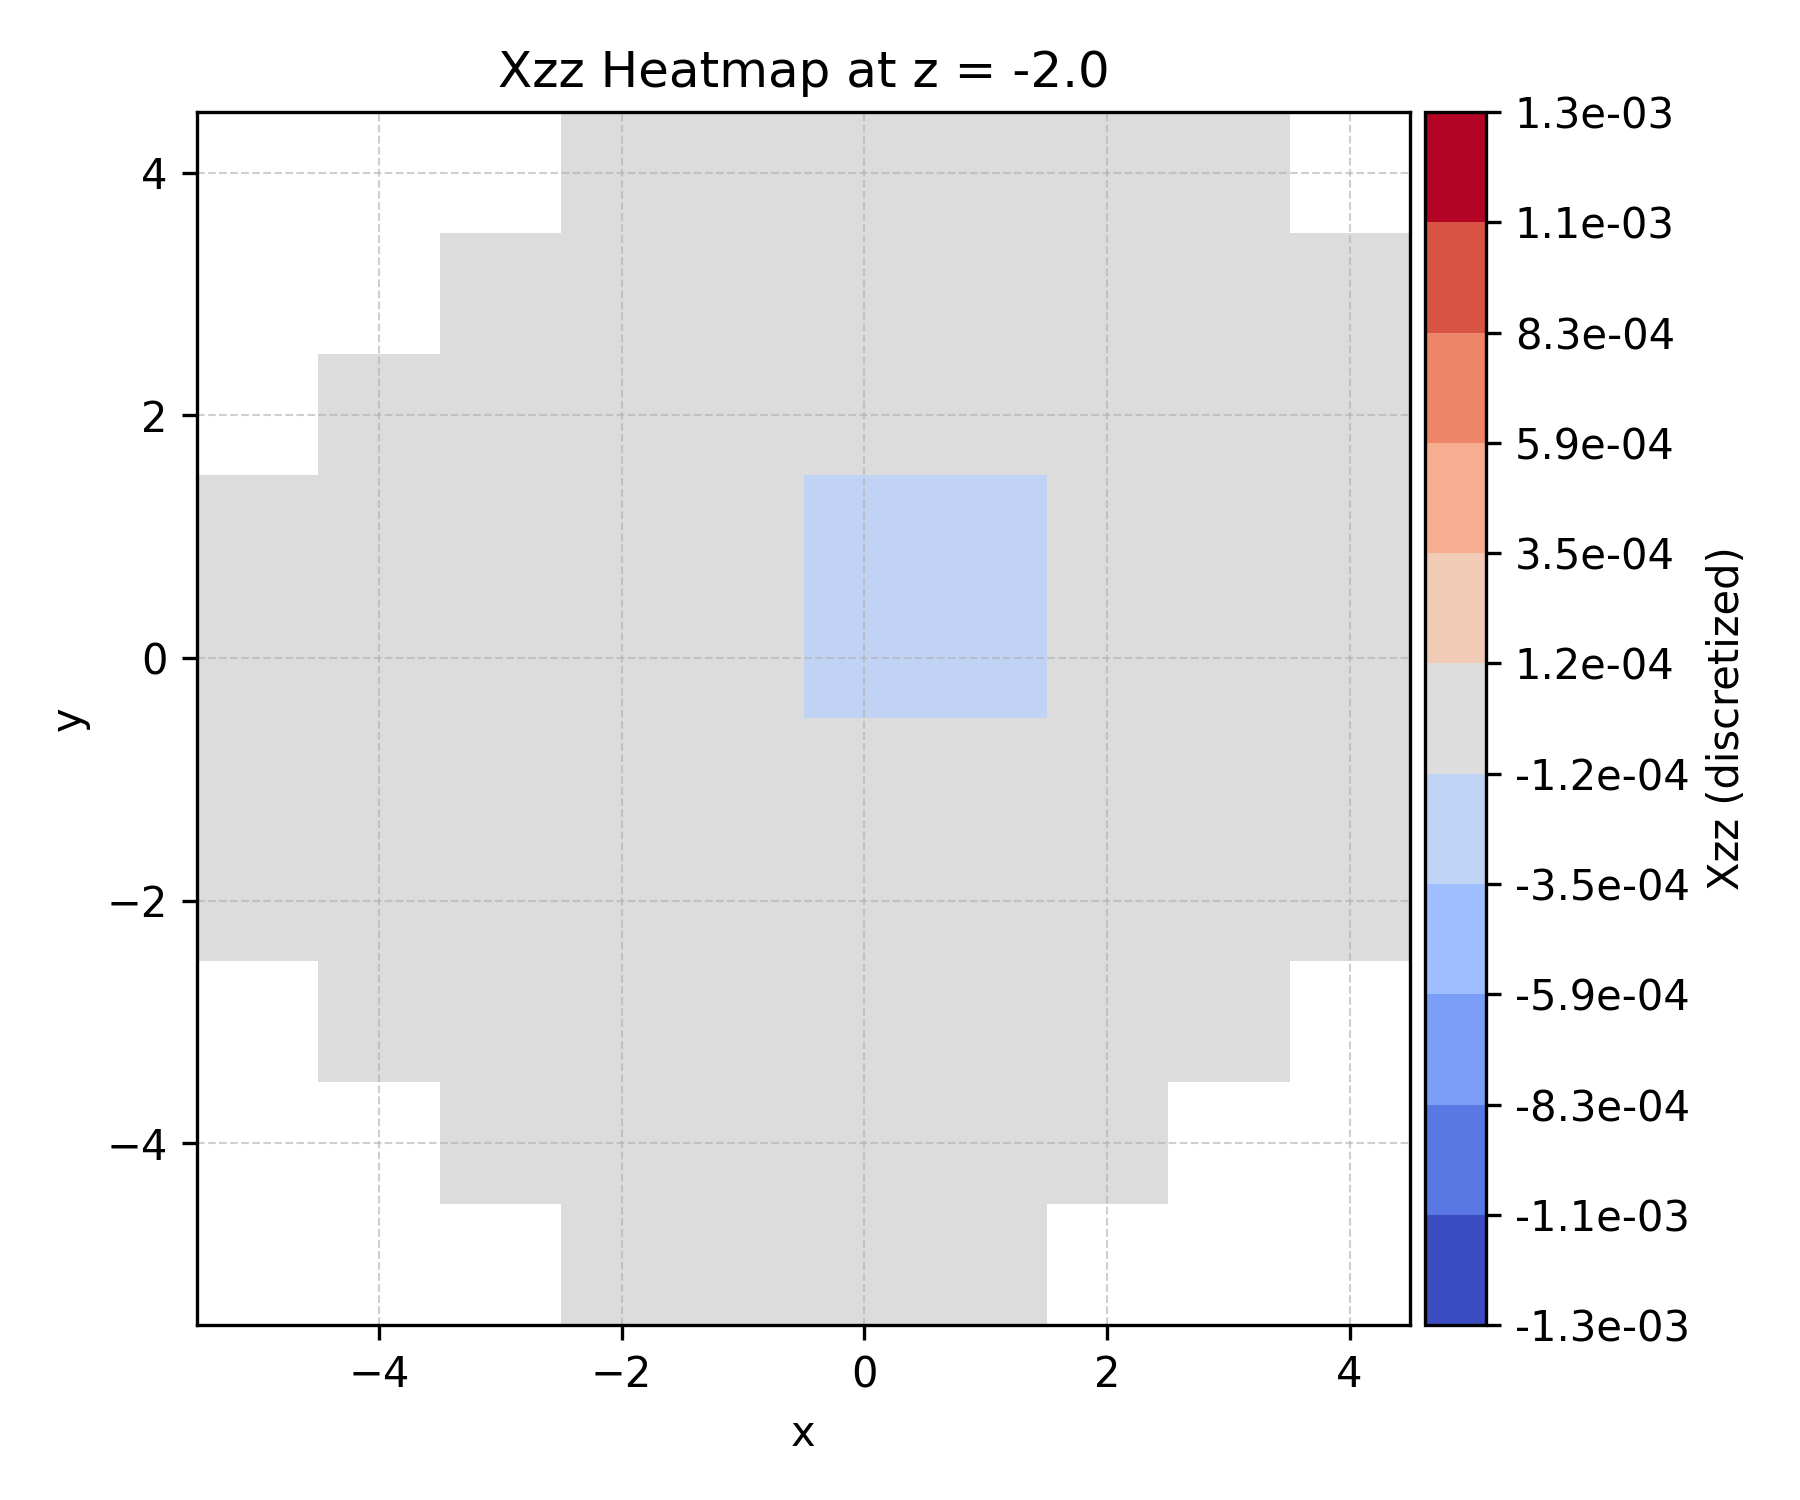 Xzz Heatmap at z = -2.0
4
2
0
−2
−4
y
−4
−2
0
2
4
x
1.3e-03
1.1e-03
8.3e-04
5.9e-04
3.5e-04
1.2e-04
-1.2e-04
-3.5e-04
-5.9e-04
-8.3e-04
-1.1e-03
-1.3e-03
Xzz (discretized)